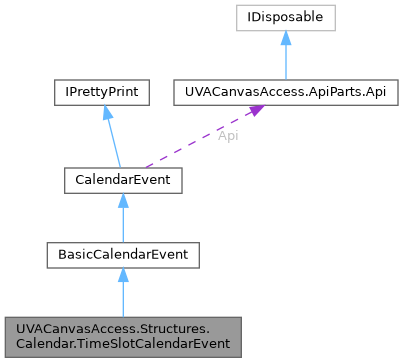 IDisposable
IPrettyPrint
UVACanvasAccess.ApiParts.Api
Api
CalendarEvent
BasicCalendarEvent
UVACanvasAccess.Structures.
Calendar.TimeSlotCalendarEvent